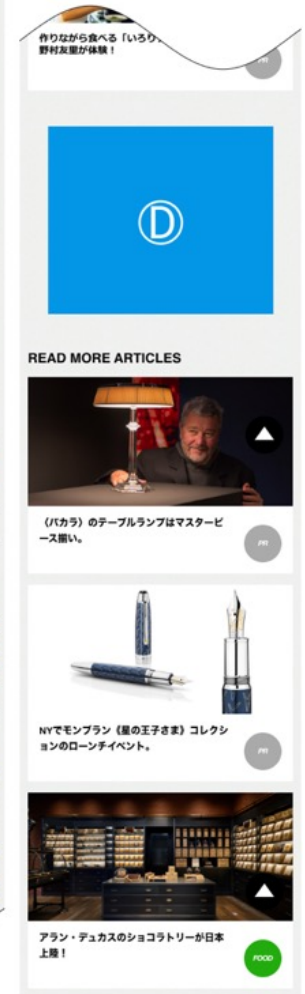 作りながら食べる「いろり
野村友里が体験！
PR!
Ⓓ
READ MORE ARTICLES
〈バカラ〉のテーブルランプはマスターピ
ース揃い。
PR!
NYでモンブラン《星の王子さま》コレクシ
ョンのローンチイベント。
PR!
アラン・デュカスのショコラトリーが日本
上陸！
FOOD